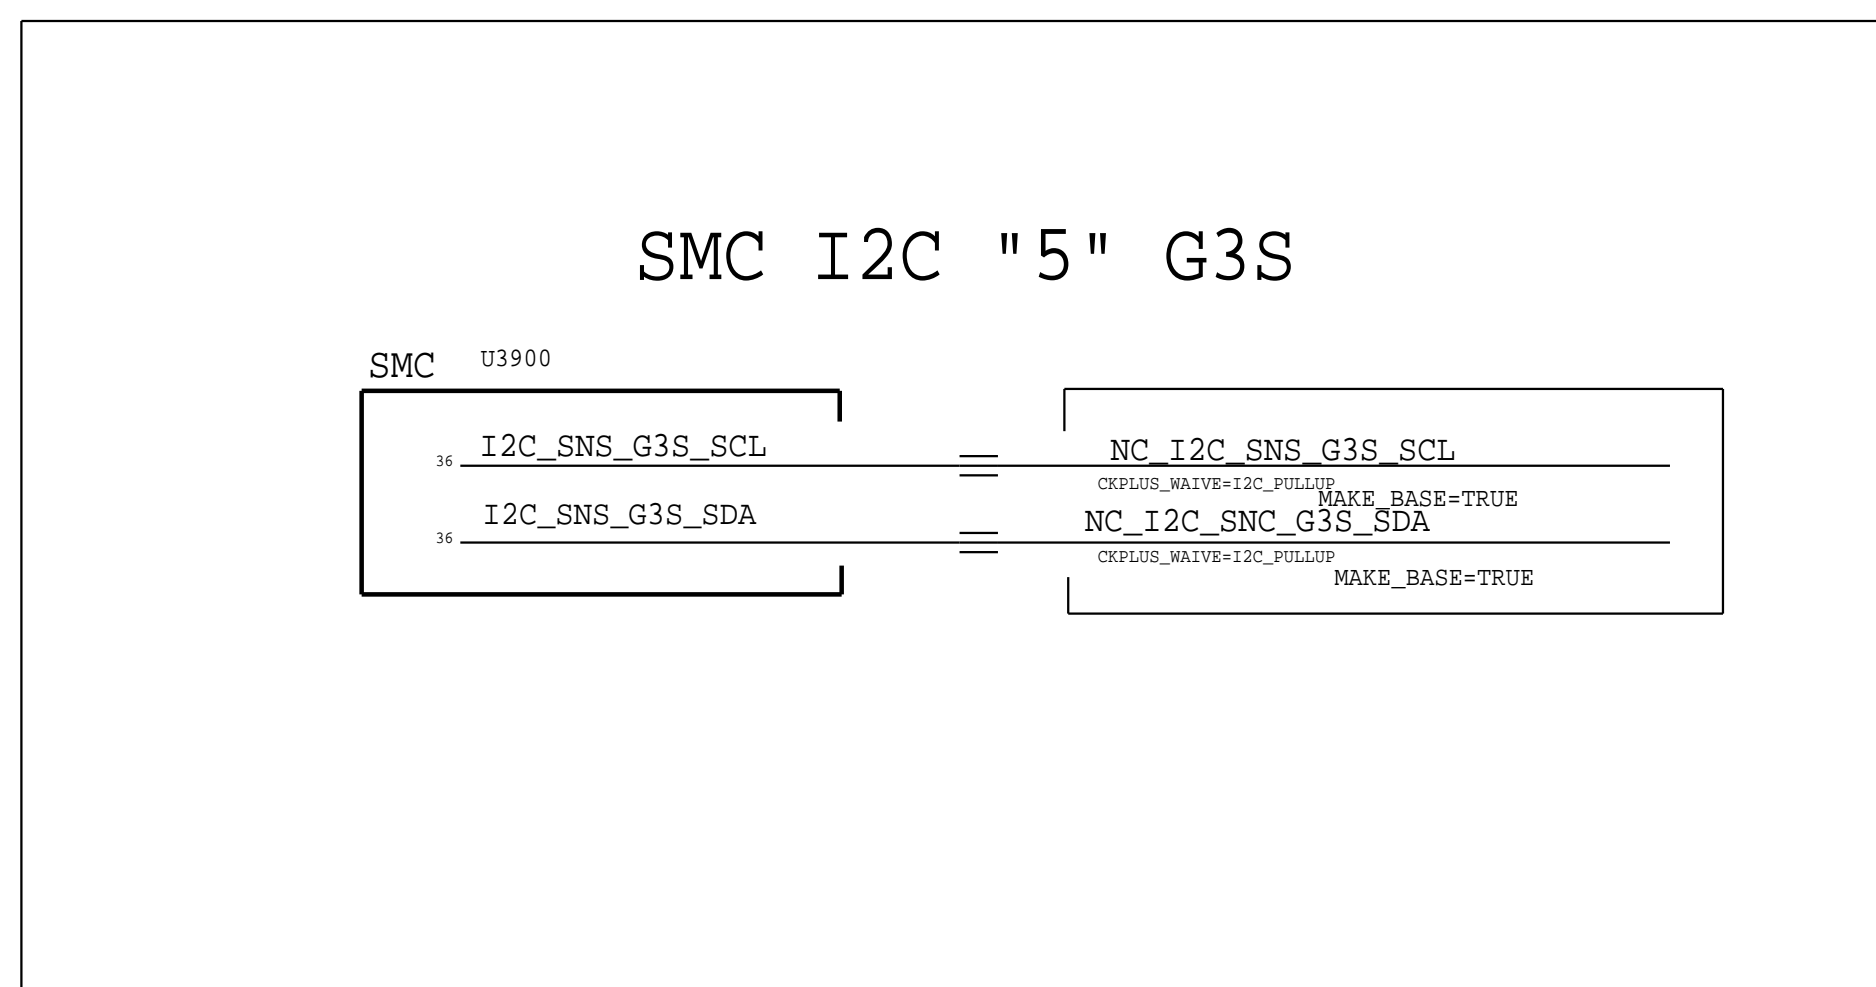 SMC I2C "5" G3S
SMC U3900
36 I2C_SNS_G3S_SCL NC_I2C_SNS_G3S_SCL
CKPLUS_WAIVE=I2C_PULLUP
MAKE_BASE=TRUE
36 I2C_SNS_G3S_SDA NC_I2C_SNC_G3S_SDA
CKPLUS_WAIVE=I2C_PULLUP
MAKE_BASE=TRUE